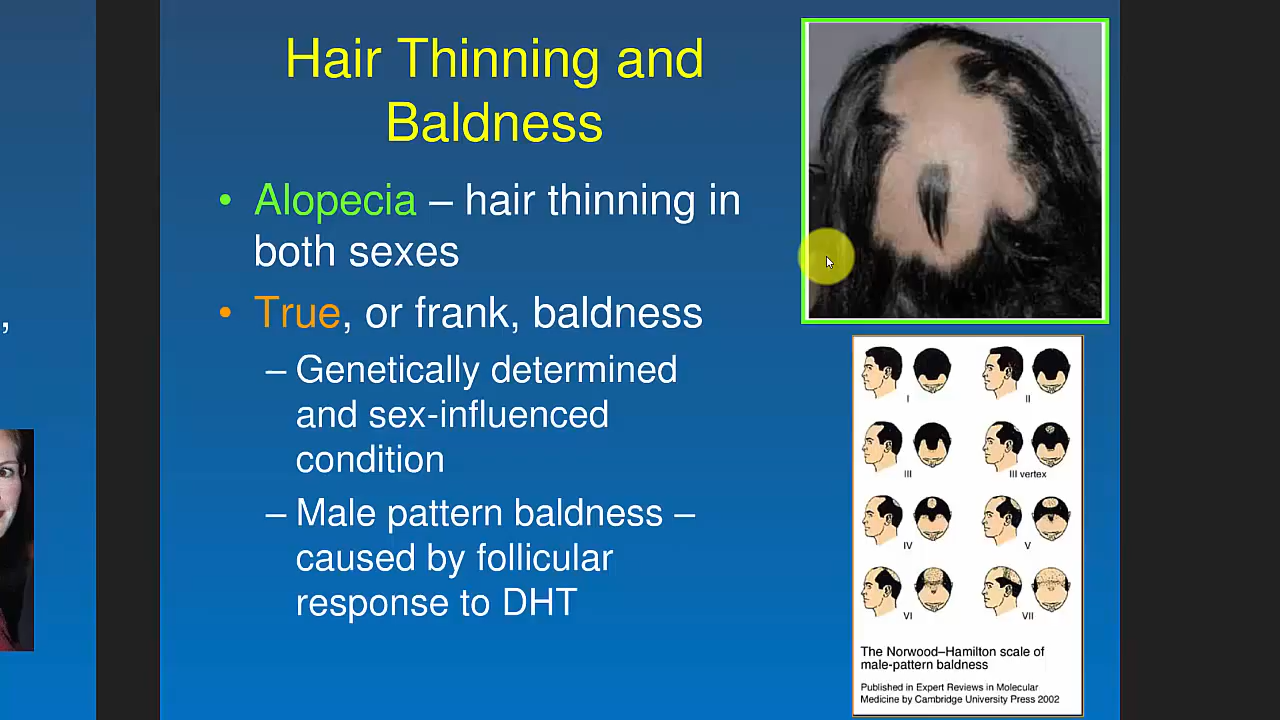 Hair Thinning and
Baldness
• Alopecia – hair thinning in
both sexes
• True, or frank, baldness
– Genetically determined
and sex-influenced
condition
– Male pattern baldness –
caused by follicular
response to DHT
,
I
II
III
III vertex
IV
V
VI
VII
The Norwood–Hamilton scale of
male-pattern baldness
Published in Expert Reviews in Molecular
Medicine by Cambridge University Press 2002